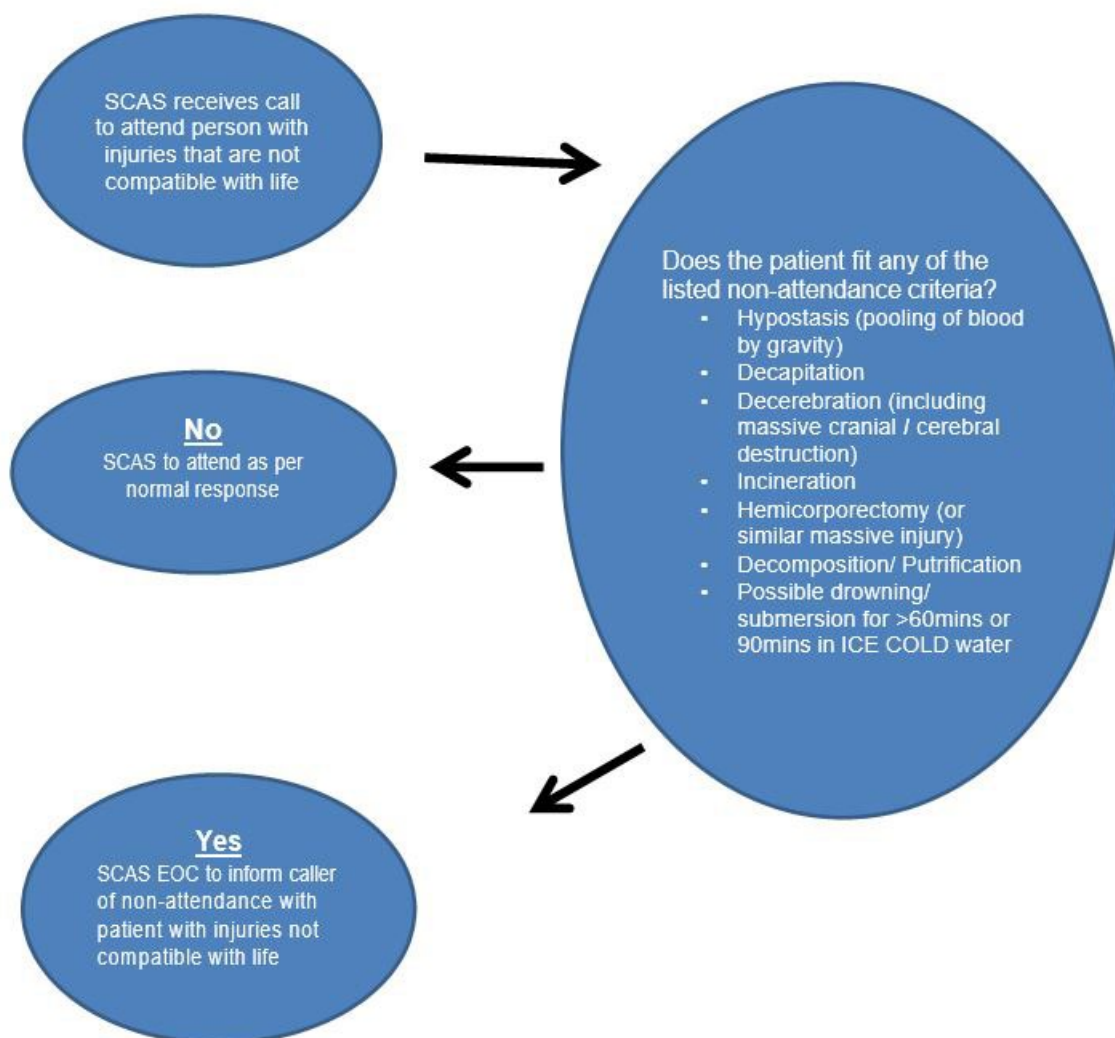 SCAS receives call
to attend person with
injuries that are not
compatible with life
Does the patient fit any of the
listed non-attendance criteria?
▪ Hypostasis (pooling of blood
by gravity)
▪ Decapitation
▪ Decerebration (including
massive cranial / cerebral
destruction)
▪ Incineration
▪ Hemicorporectomy (or
similar massive injury)
▪ Decomposition/ Putrification
▪ Possible drowning/
submersion for >60mins or
90mins in ICE COLD water
No
SCAS to attend as per
normal response
Yes
SCAS EOC to inform caller
of non-attendance with
patient with injuries not
compatible with life